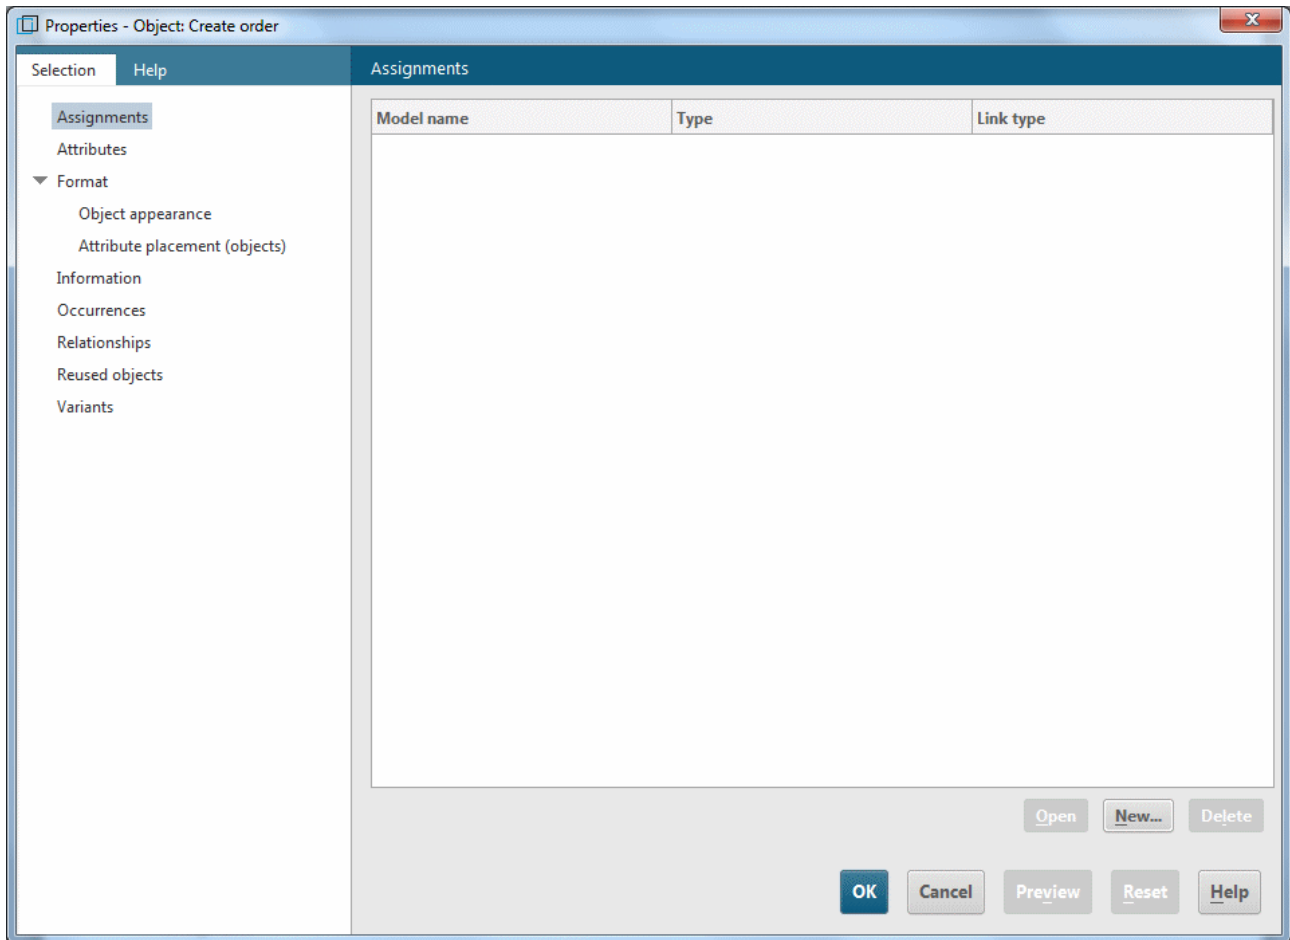 Properties - Object: Create order
Selection Help
Assignments
Attributes
Format
Object appearance
Attribute placement (objects)
Information
Occurrences
Relationships
Reused objects
Variants
Assignments
Model name Type Link type
Open New... Delete
OK Cancel Preview Reset Help